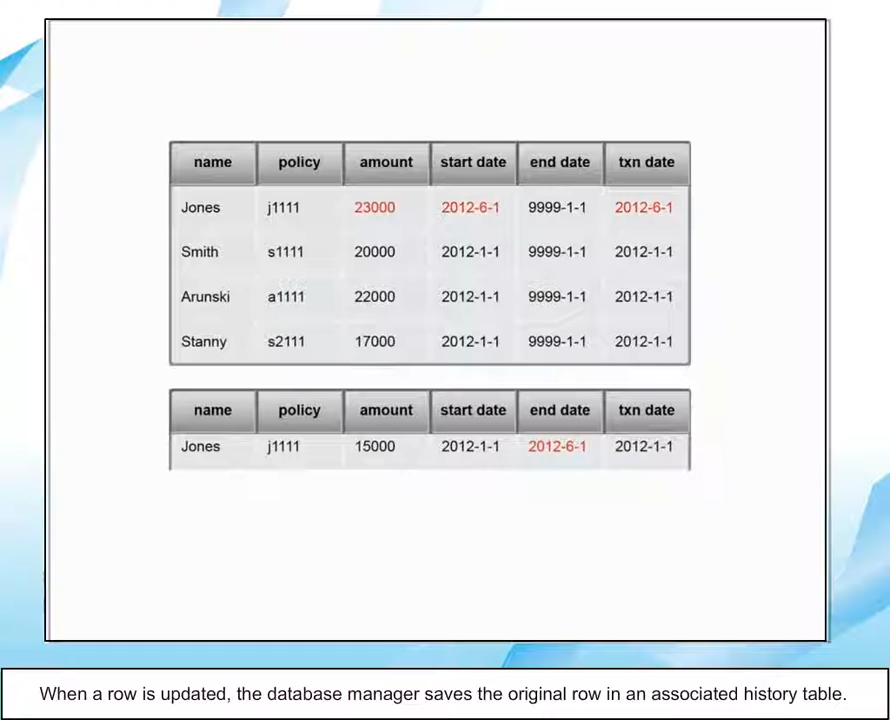 name policy amount start date end date txn date
Jones j1111 23000 2012-6-1 9999-1-1 2012-6-1
Smith s1111 20000 2012-1-1 9999-1-1 2012-1-1
Arunski a1111 22000 2012-1-1 9999-1-1 2012-1-1
Stanny s2111 17000 2012-1-1 9999-1-1 2012-1-1
name policy amount start date end date txn date
Jones j1111 15000 2012-1-1 2012-6-1 2012-1-1
When a row is updated, the database manager saves the original row in an associated history table.